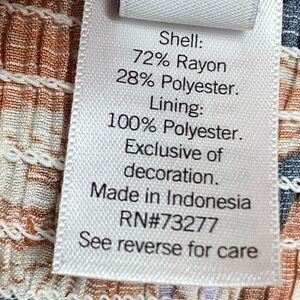 Shell:
72% Rayon
28% Polyester.
Lining:
100% Polyester.
Exclusive of
decoration.
Made in Indonesia
RN#73277
See reverse for care